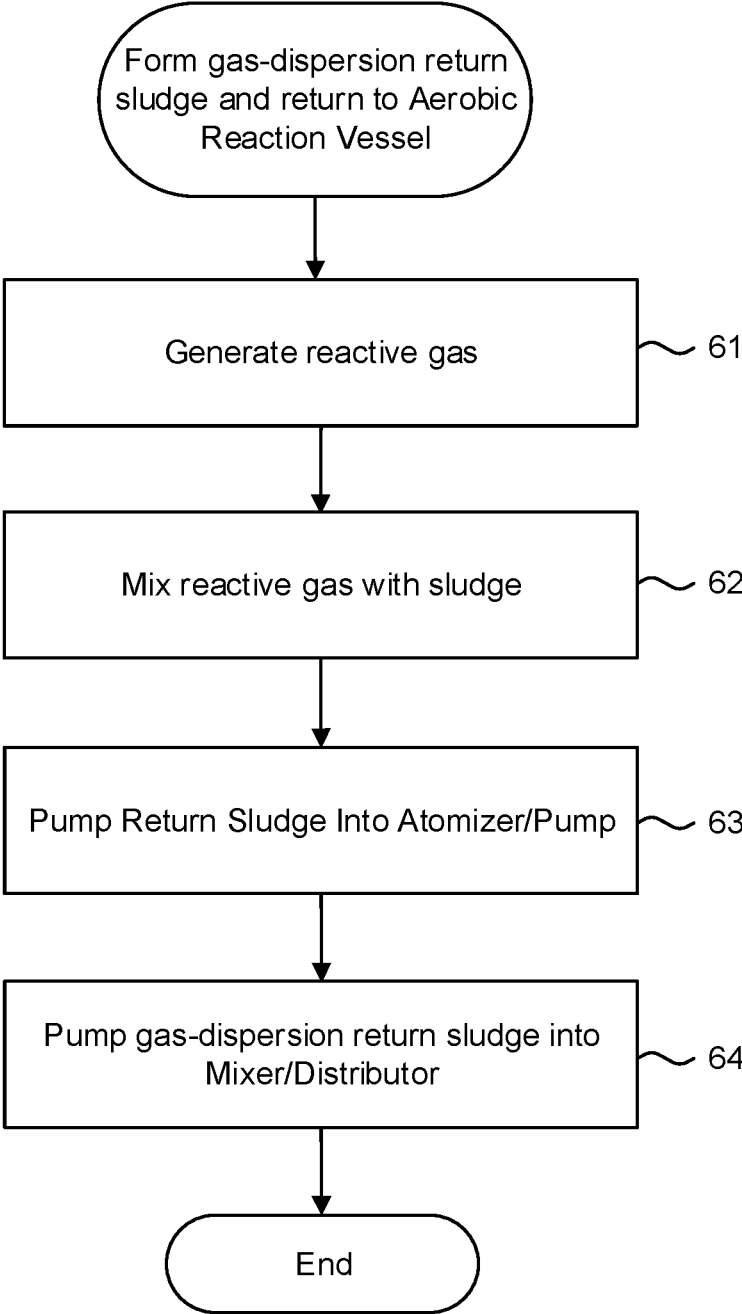 Form gas-dispersion return
sludge and return to Aerobic
Reaction Vessel
Generate reactive gas
61
Mix reactive gas with sludge
62
Pump Return Sludge Into Atomizer/Pump
63
Pump gas-dispersion return sludge into
Mixer/Distributor
64
End